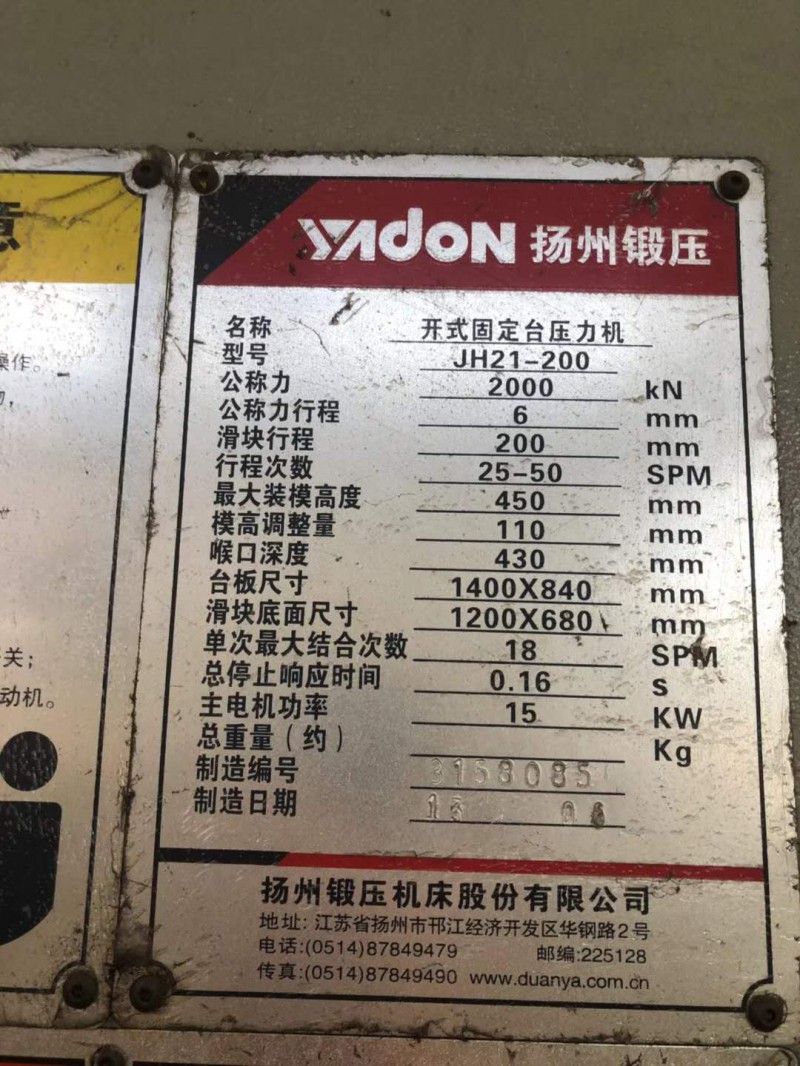 意
操作。
关；
动机。
YADON 扬州锻压
名称 开式固定台压力机
型号 JH21-200
公称力 2000 kN
公称力行程 6 mm
滑块行程 200 mm
行程次数 25-50 SPM
最大装模高度 450 mm
模高调整量 110 mm
喉口深度 430 mm
台板尺寸 1400X840 mm
滑块底面尺寸 1200X680 mm
单次最大结合次数 18 SPM
总停止响应时间 0.16 s
主电机功率 15 KW
总重量（约） Kg
制造编号
制造日期
扬州锻压机床股份有限公司
地址: 江苏省扬州市邗江经济开发区华钢路2号
电话:(0514)87849479 邮编:225128
传真:(0514)87849490 www.duanya.com.cn